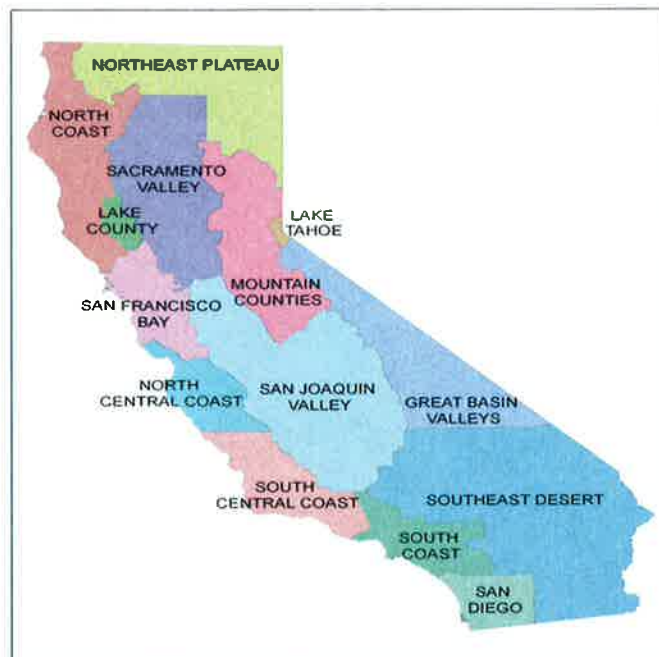 NORTHEAST PLATEAU
NORTH
COAST
SACRAMENTO
VALLEY
LAKE
COUNTY
LAKE
TAHOE
MOUNTAIN
COUNTIES
SAN FRANCISCO
BAY
NORTH
CENTRAL COAST
SAN JOAQUIN
VALLEY
GREAT BASIN
VALLEYS
SOUTH
CENTRAL COAST
SOUTHEAST DESERT
SOUTH
COAST
SAN
DIEGO